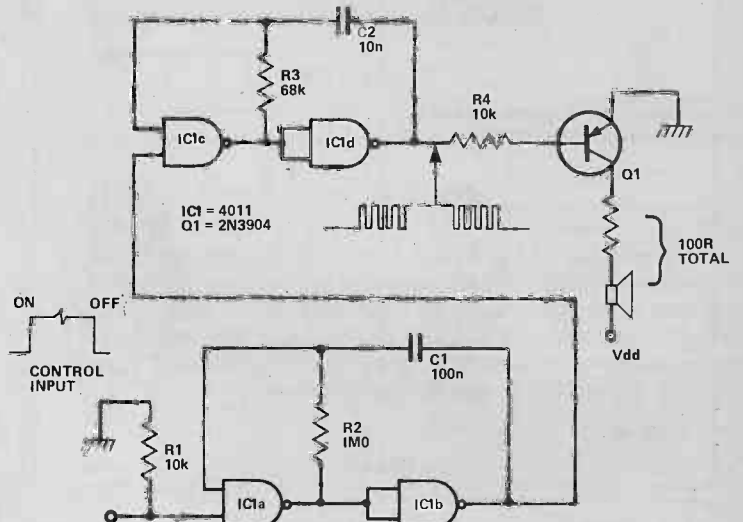 C2
10n
R3
68k
R4
10k
IC1c
IC1d
Q1
IC1 = 4011
Q1 = 2N3904
100R
TOTAL
ON
OFF
CONTROL
INPUT
Vdd
C1
100n
R2
IM0
R1
10k
IC1a
IC1b